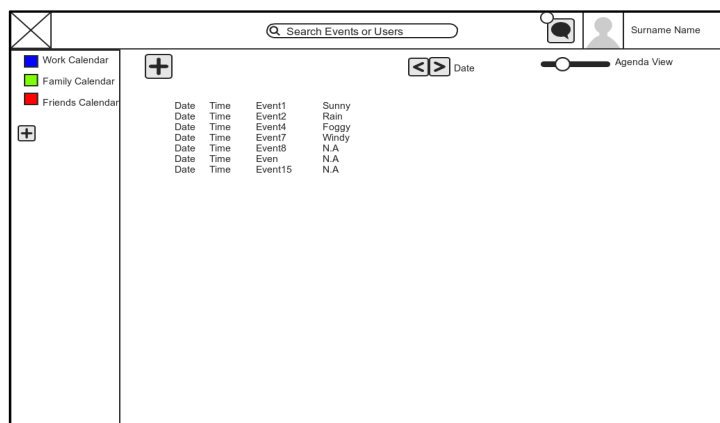 Search Events or Users
Surname Name
Work Calendar
Family Calendar
Friends Calendar
Date
Agenda View
Date Time Event1 Sunny
Date Time Event2 Rain
Date Time Event4 Foggy
Date Time Event7 Windy
Date Time Event8 N.A
Date Time Even N.A
Date Time Event15 N.A